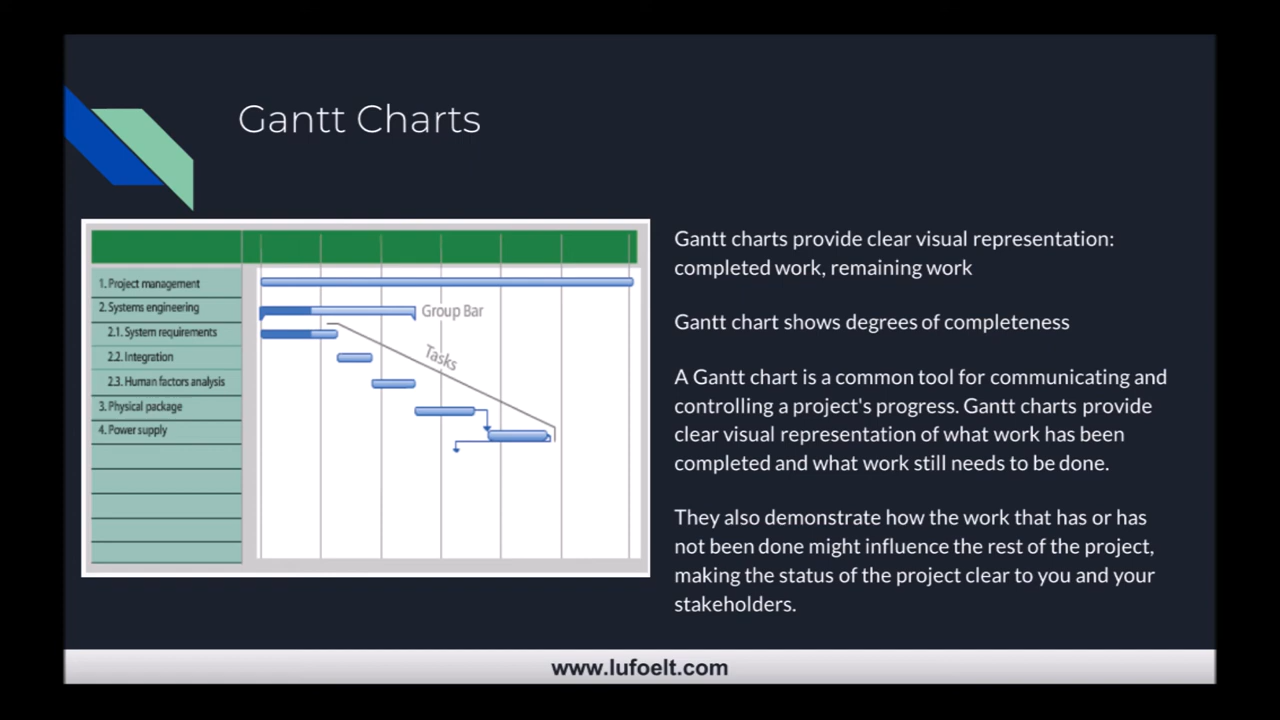 Gantt Charts
1. Project management
2. Systems engineering
2.1. System requirements
2.2. Integration
2.3. Human factors analysis
3. Physical package
4. Power supply
Group Bar
Tasks
Gantt charts provide clear visual representation:
completed work, remaining work
Gantt chart shows degrees of completeness
A Gantt chart is a common tool for communicating and
controlling a project's progress. Gantt charts provide
clear visual representation of what work has been
completed and what work still needs to be done.
They also demonstrate how the work that has or has
not been done might influence the rest of the project,
making the status of the project clear to you and your
stakeholders.
www.lufoelt.com